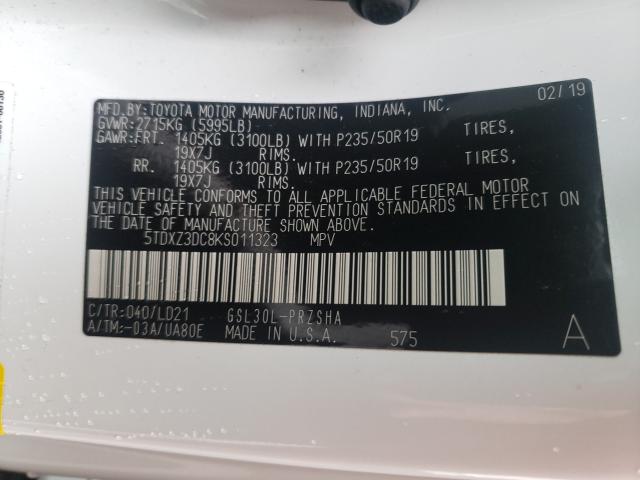 MFD.BY:TOYOTA MOTOR MANUFACTURING, INDIANA, INC. 02/19
GVWR:2715KG (5995LB)
GAWR:FRT. 1405KG (3100LB) WITH P235/50R19 TIRES,
19X7J RIMS.
RR. 1405KG (3100LB) WITH P235/50R19 TIRES,
19X7J RIMS.
THIS VEHICLE CONFORMS TO ALL APPLICABLE FEDERAL MOTOR
VEHICLE SAFETY AND THEFT PREVENTION STANDARDS IN EFFECT ON
THE DATE OF MANUFACTURE SHOWN ABOVE.
5TDXZ3DC8KS011323 MPV
C/TR:040/LD21 GSL30L-PRZSHA
A/TM:-03A/UA80E MADE IN U.S.A. 575 A